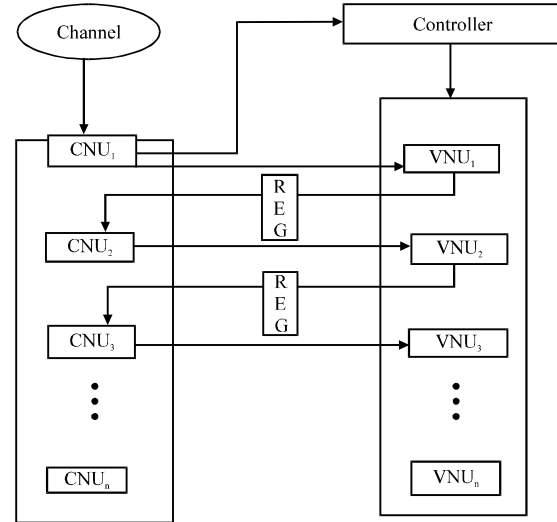 Channel
Controller
CNU₁
VNU₁
R
E
G
CNU₂
VNU₂
R
E
G
CNU₃
VNU₃
CNUₙ
VNUₙ